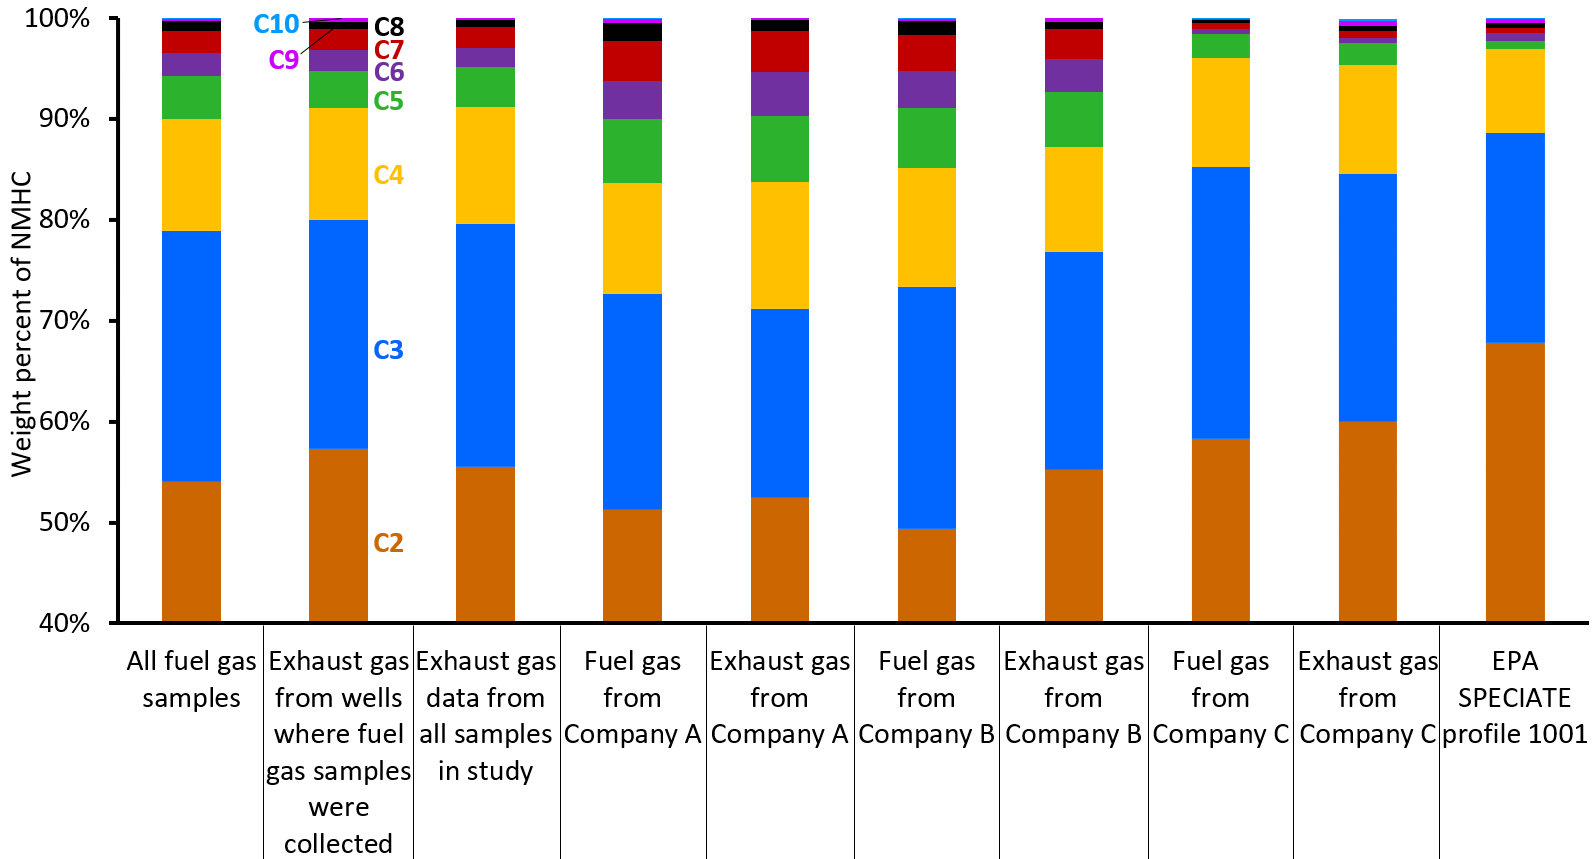 Weight percent of NMHC
100%
90%
80%
70%
60%
50%
40%
C10
C9
C8
C7
C6
C5
C4
C3
C2
All fuel gas
samples
Exhaust gas
from wells
where fuel
gas samples
were
collected
Exhaust gas
data from
all samples
in study
Fuel gas
from
Company A
Exhaust gas
from
Company A
Fuel gas
from
Company B
Exhaust gas
from
Company B
Fuel gas
from
Company C
Exhaust gas
from
Company C
EPA
SPECIATE
profile 1001